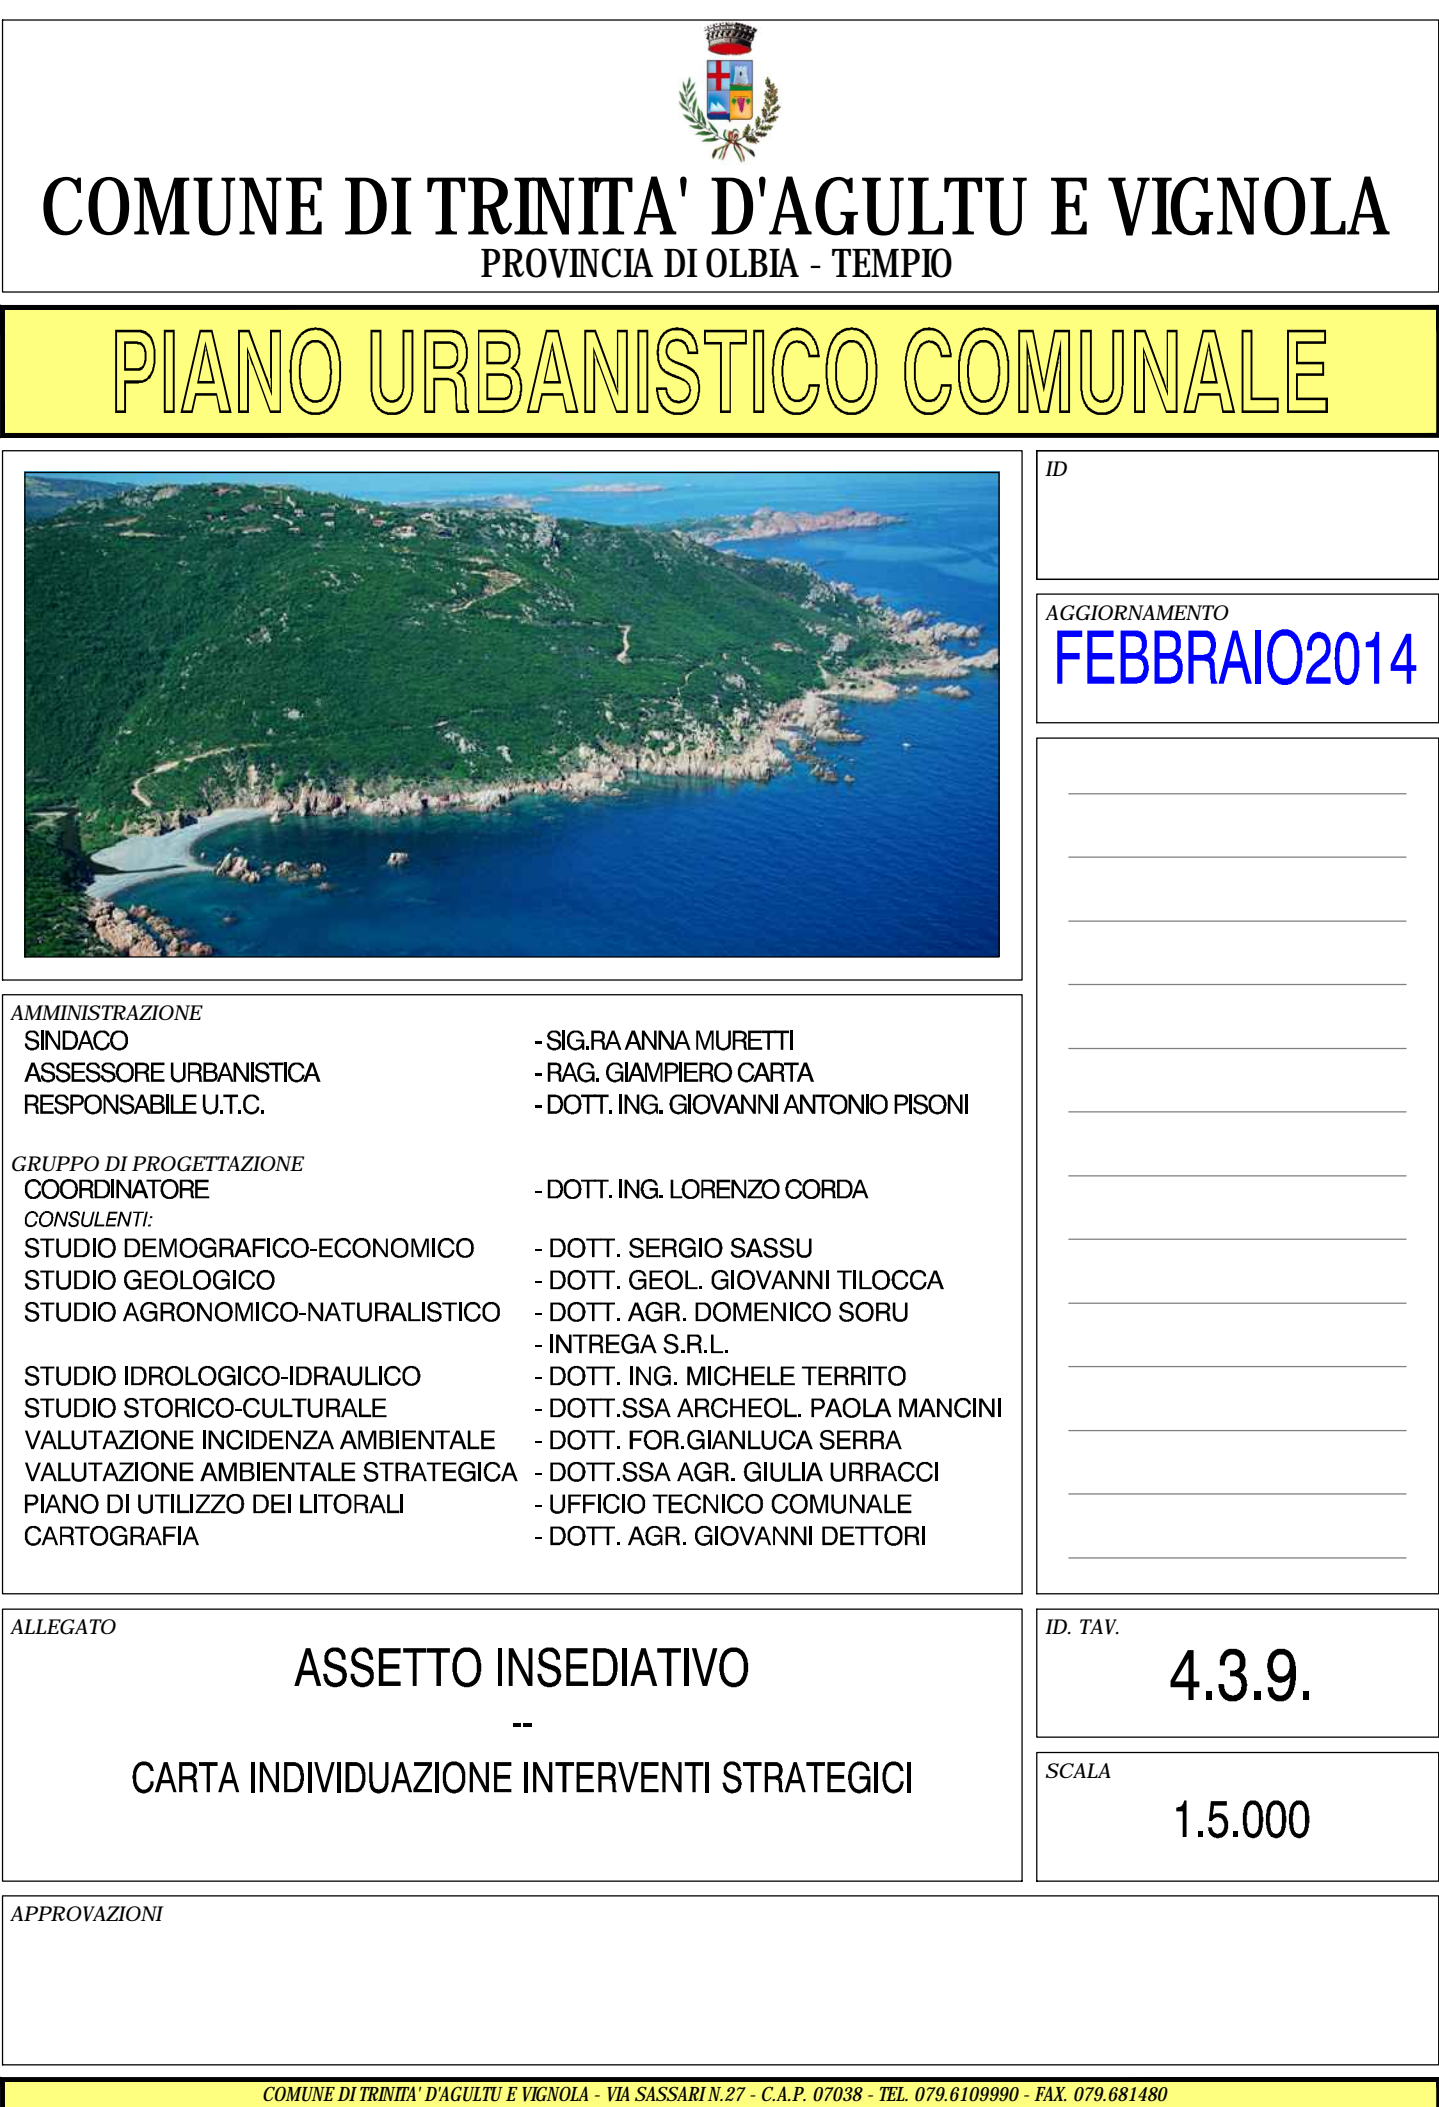 COMUNE DI TRINITA' D'AGULTU E VIGNOLA
PROVINCIA DI OLBIA - TEMPIO
PIANO URBANISTICO COMUNALE
ID
AGGIORNAMENTO
FEBBRAIO2014
AMMINISTRAZIONE
SINDACO - SIG.RA ANNA MURETTI
ASSESSORE URBANISTICA - RAG. GIAMPIERO CARTA
RESPONSABILE U.T.C. - DOTT. ING. GIOVANNI ANTONIO PISONI
GRUPPO DI PROGETTAZIONE
COORDINATORE - DOTT. ING. LORENZO CORDA
CONSULENTI:
STUDIO DEMOGRAFICO-ECONOMICO - DOTT. SERGIO SASSU
STUDIO GEOLOGICO - DOTT. GEOL. GIOVANNI TILOCCA
STUDIO AGRONOMICO-NATURALISTICO - DOTT. AGR. DOMENICO SORU
- INTREGA S.R.L.
STUDIO IDROLOGICO-IDRAULICO - DOTT. ING. MICHELE TERRITO
STUDIO STORICO-CULTURALE - DOTT.SSA ARCHEOL. PAOLA MANCINI
VALUTAZIONE INCIDENZA AMBIENTALE - DOTT. FOR.GIANLUCA SERRA
VALUTAZIONE AMBIENTALE STRATEGICA - DOTT.SSA AGR. GIULIA URRACCI
PIANO DI UTILIZZO DEI LITORALI - UFFICIO TECNICO COMUNALE
CARTOGRAFIA - DOTT. AGR. GIOVANNI DETTORI
ALLEGATO
ASSETTO INSEDIATIVO
--
CARTA INDIVIDUAZIONE INTERVENTI STRATEGICI
ID. TAV.
4.3.9.
SCALA
1.5.000
APPROVAZIONI
COMUNE DI TRINITA' D'AGULTU E VIGNOLA - VIA SASSARI N.27 - C.A.P. 07038 - TEL. 079.6109990 - FAX. 079.681480